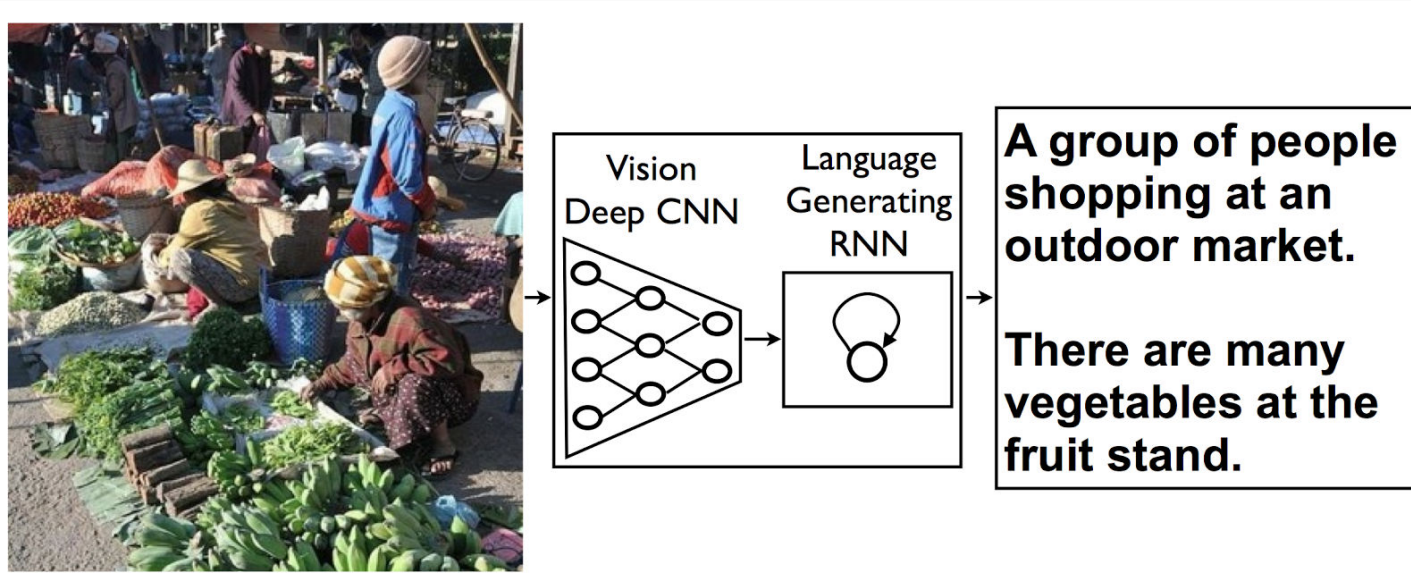 Vision
Deep CNN
Language
Generating
RNN
A group of people
shopping at an
outdoor market.
There are many
vegetables at the
fruit stand.